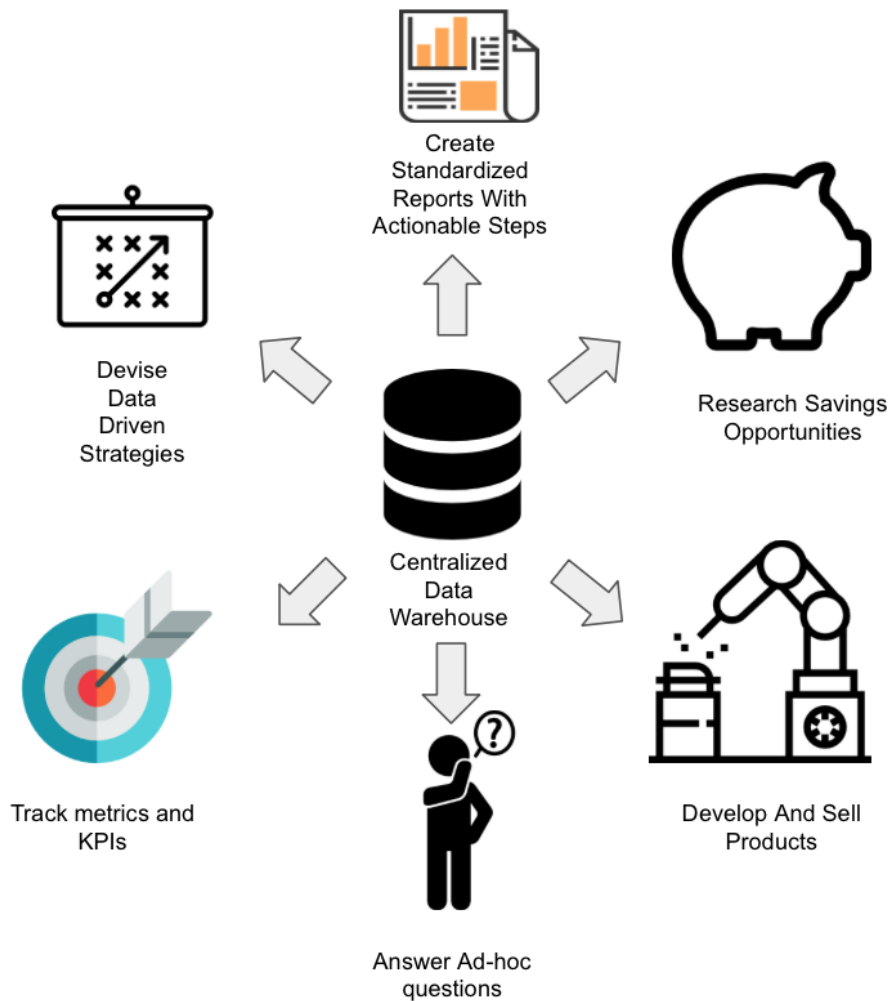 Create
Standardized
Reports With
Actionable Steps
Devise
Data
Driven
Strategies
Research Savings
Opportunities
Centralized
Data
Warehouse
?
Track metrics and
KPIs
Develop And Sell
Products
Answer Ad-hoc
questions